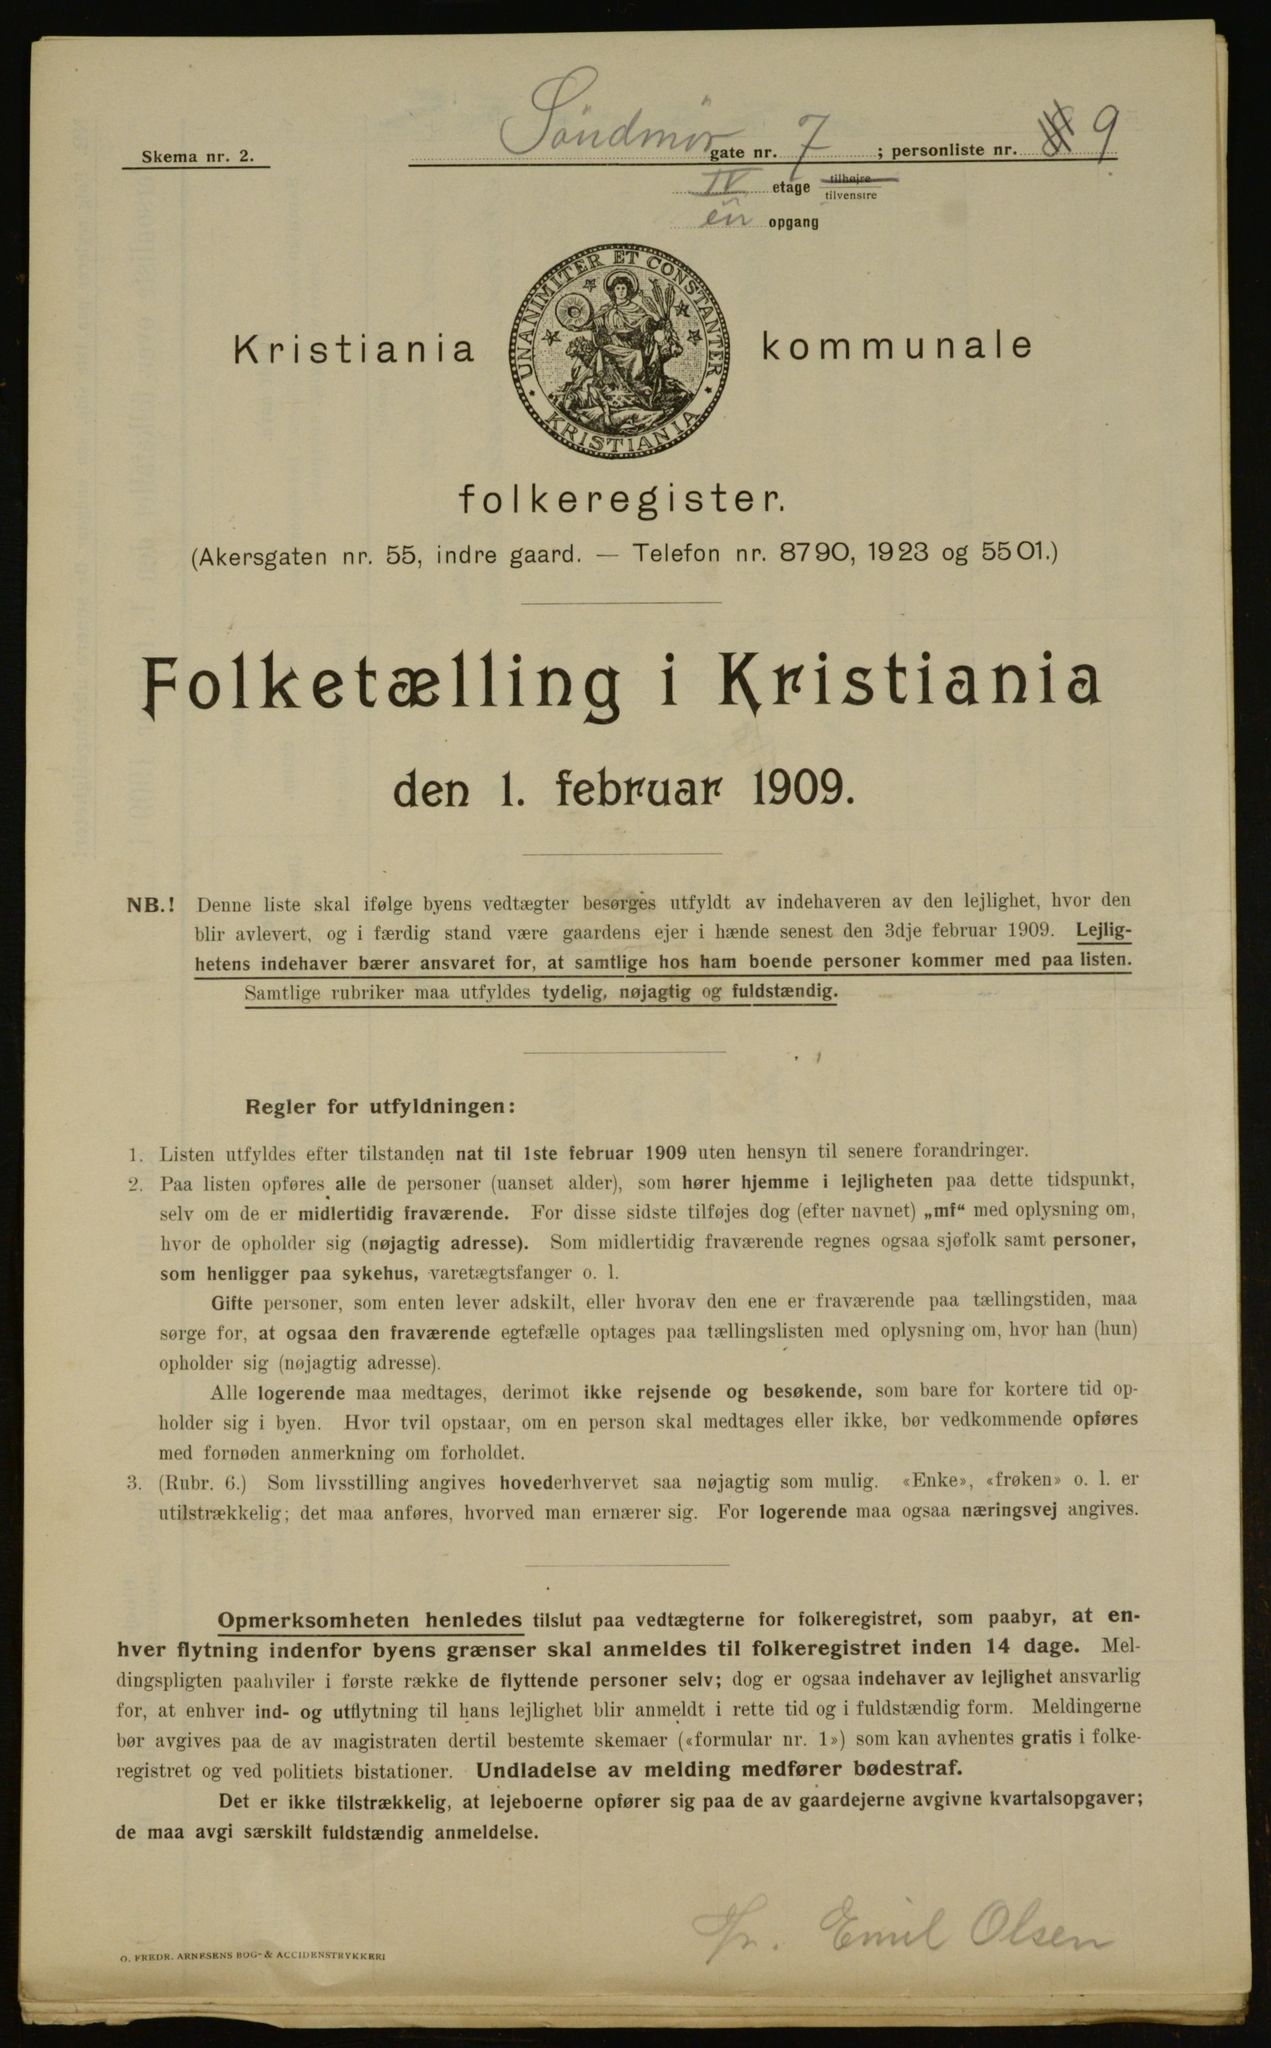 Skema nr. 2.
Söndmör gate nr. 7 ; personliste nr. 9
IV etage tilhøjre
tilvenstre
én opgang
UNANIMITER ET CONSTANTER
KRISTIANIA
Kristiania kommunale
folkeregister.
(Akersgaten nr. 55, indre gaard. — Telefon nr. 8790, 1923 og 5501.)
Folketælling i Kristiania
den 1. februar 1909.
NB.! Denne liste skal ifølge byens vedtægter besørges utfyldt av indehaveren av den lejlighet, hvor den
blir avlevert, og i færdig stand være gaardens ejer i hænde senest den 3dje februar 1909. Lejlig-
hetens indehaver bærer ansvaret for, at samtlige hos ham boende personer kommer med paa listen.
Samtlige rubriker maa utfyldes tydelig, nøjagtig og fuldstændig.
Regler for utfyldningen:
1. Listen utfyldes efter tilstanden nat til 1ste februar 1909 uten hensyn til senere forandringer.
2. Paa listen opføres alle de personer (uanset alder), som hører hjemme i lejligheten paa dette tidspunkt,
selv om de er midlertidig fraværende. For disse sidste tilføjes dog (efter navnet) „mf“ med oplysning om,
hvor de opholder sig (nøjagtig adresse). Som midlertidig fraværende regnes ogsaa sjøfolk samt personer,
som henligger paa sykehus, varetægtsfanger o. l.
Gifte personer, som enten lever adskilt, eller hvorav den ene er fraværende paa tællingstiden, maa
sørge for, at ogsaa den fraværende egtefælle optages paa tællingslisten med oplysning om, hvor han (hun)
opholder sig (nøjagtig adresse).
Alle logerende maa medtages, derimot ikke rejsende og besøkende, som bare for kortere tid op-
holder sig i byen. Hvor tvil opstaar, om en person skal medtages eller ikke, bør vedkommende opføres
med fornøden anmerkning om forholdet.
3. (Rubr. 6.) Som livsstilling angives hovederhvervet saa nøjagtig som mulig. «Enke», «frøken» o. l. er
utilstrækkelig; det maa anføres, hvorved man ernærer sig. For logerende maa ogsaa næringsvej angives.
Opmerksomheten henledes tilslut paa vedtægterne for folkeregistret, som paabyr, at en-
hver flytning indenfor byens grænser skal anmeldes til folkeregistret inden 14 dage. Mel-
dingspligten paahviler i første række de flyttende personer selv; dog er ogsaa indehaver av lejlighet ansvarlig
for, at enhver ind- og utflytning til hans lejlighet blir anmeldt i rette tid og i fuldstændig form. Meldingerne
bør avgives paa de av magistraten dertil bestemte skemaer («formular nr. 1») som kan avhentes gratis i folke-
registret og ved politiets bistationer. Undladelse av melding medfører bødestraf.
Det er ikke tilstrækkelig, at lejeboerne opfører sig paa de av gaardejerne avgivne kvartalsopgaver;
de maa avgi særskilt fuldstændig anmeldelse.
Hr. Emil Olsen
O. FREDR. ARNESENS BOG- & ACCIDENSTRYKKERI